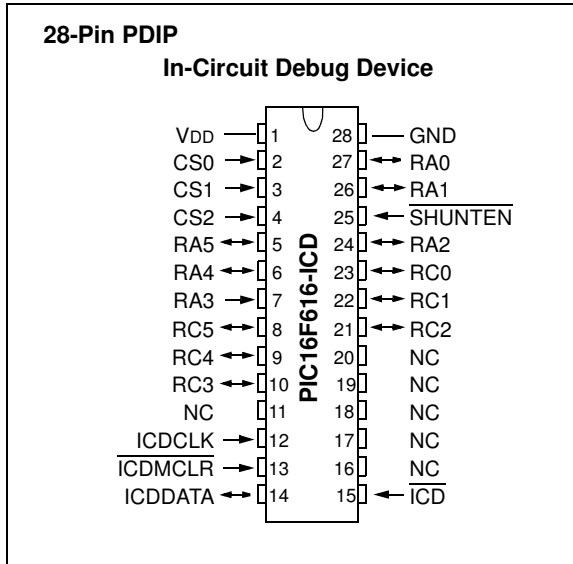 28-Pin PDIP
In-Circuit Debug Device
VDD 1 28 GND
CS0 2 27 RA0
CS1 3 26 RA1
CS2 4 25 SHUNTEN
RA5 5 24 RA2
RA4 6 23 RC0
RA3 7 22 RC1
RC5 8 21 RC2
RC4 9 20 NC
RC3 10 19 NC
NC 11 18 NC
ICDCLK 12 17 NC
ICDMCLR 13 16 NC
ICDDATA 14 15 ICD
PIC16F616-ICD